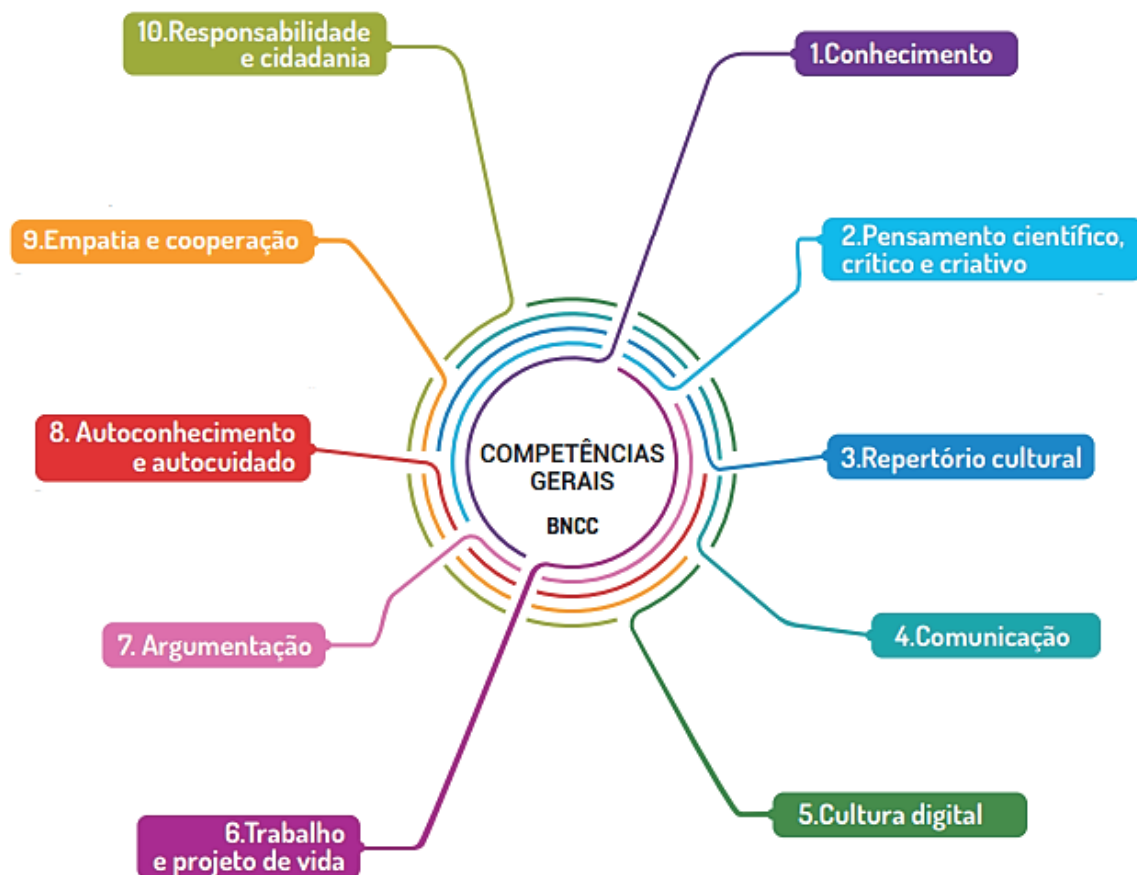 10.Responsabilidade
e cidadania
1.Conhecimento
9.Empatia e cooperação
2.Pensamento científico,
crítico e criativo
8. Autoconhecimento
e autocuidado
COMPETÊNCIAS
GERAIS
BNCC
3.Repertório cultural
7. Argumentação
4.Comunicação
6.Trabalho
e projeto de vida
5.Cultura digital